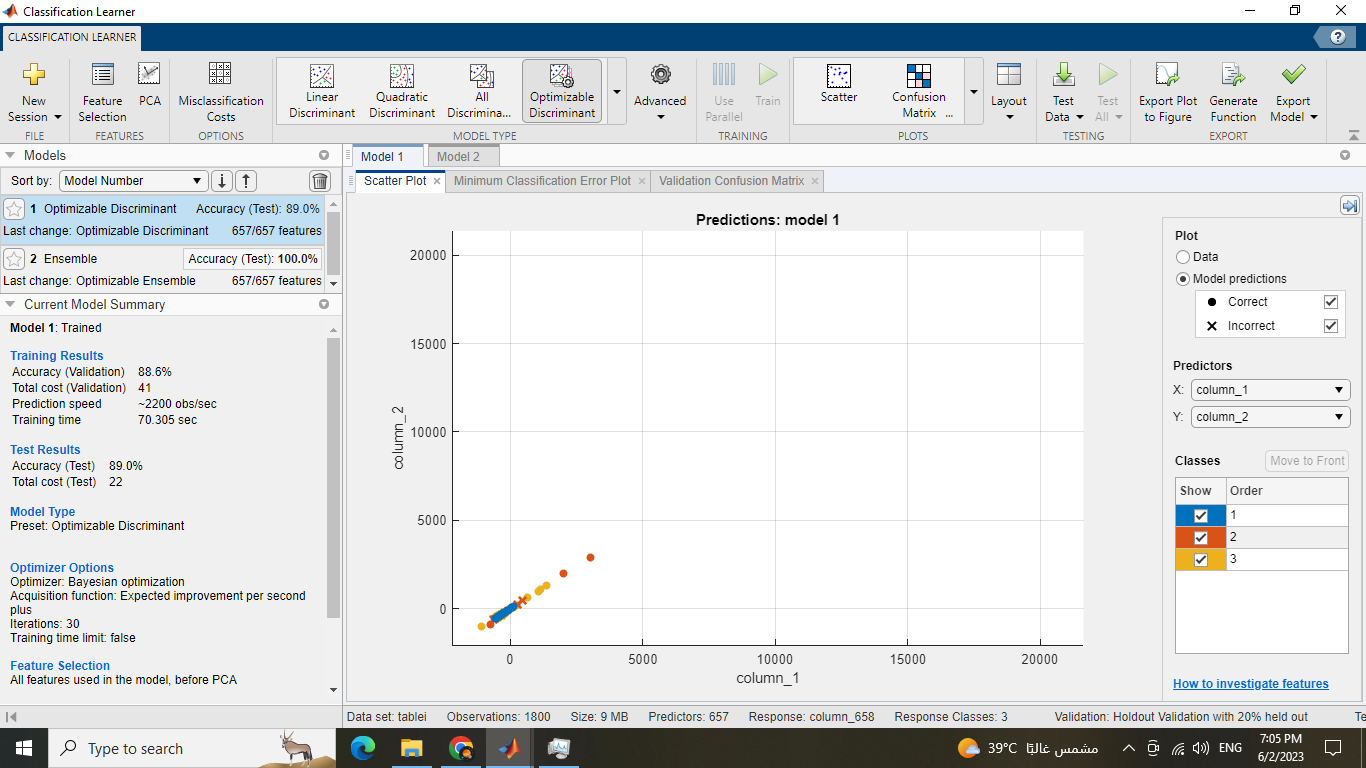 Classification Learner
CLASSIFICATION LEARNER
New Session
Feature Selection
PCA
Misclassification Costs
Linear Discriminant
Quadratic Discriminant
All Discrimina...
Optimizable Discriminant
Advanced
Use Parallel
Train
Scatter
Confusion Matrix ...
Layout
Test Data
Test All
Export Plot to Figure
Generate Function
Export Model
FILE
FEATURES
OPTIONS
MODEL TYPE
TRAINING
PLOTS
TESTING
EXPORT
Models
Sort by: Model Number
1 Optimizable Discriminant Accuracy (Test): 89.0%
Last change: Optimizable Discriminant 657/657 features
2 Ensemble Accuracy (Test): 100.0%
Last change: Optimizable Ensemble 657/657 features
Current Model Summary
Model 1: Trained
Training Results
Accuracy (Validation) 88.6%
Total cost (Validation) 41
Prediction speed ~2200 obs/sec
Training time 70.305 sec
Test Results
Accuracy (Test) 89.0%
Total cost (Test) 22
Model Type
Preset: Optimizable Discriminant
Optimizer Options
Optimizer: Bayesian optimization
Acquisition function: Expected improvement per second
plus
Iterations: 30
Training time limit: false
Feature Selection
All features used in the model, before PCA
Model 1 Model 2
Scatter Plot Minimum Classification Error Plot Validation Confusion Matrix
Predictions: model 1
20000
15000
10000
5000
0
column_2
0 5000 10000 15000 20000
column_1
Plot
Data
Model predictions
Correct
Incorrect
Predictors
X: column_1
Y: column_2
Classes Move to Front
Show Order
1
2
3
How to investigate features
Data set: tablei Observations: 1800 Size: 9 MB Predictors: 657 Response: column_658 Response Classes: 3 Validation: Holdout Validation with 20% held out Te
Type to search
39°C مشمس غالبًا
ENG
7:05 PM
6/2/2023